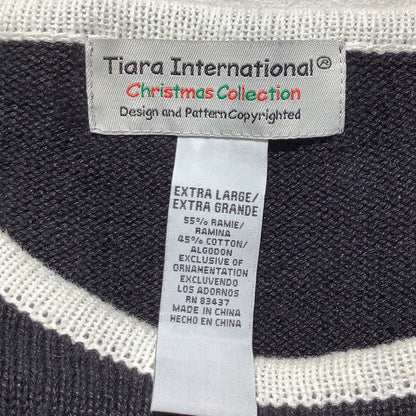 Tiara International®
Christmas Collection
Design and Pattern Copyrighted
EXTRA LARGE/
EXTRA GRANDE
55% RAMIE/
RAMINA
45% COTTON/
ALGODON
EXCLUSIVE OF
ORNAMENTATION
EXCLUVENDO
LOS ADORNOS
RN 83437
MADE IN CHINA
HECHO EN CHINA